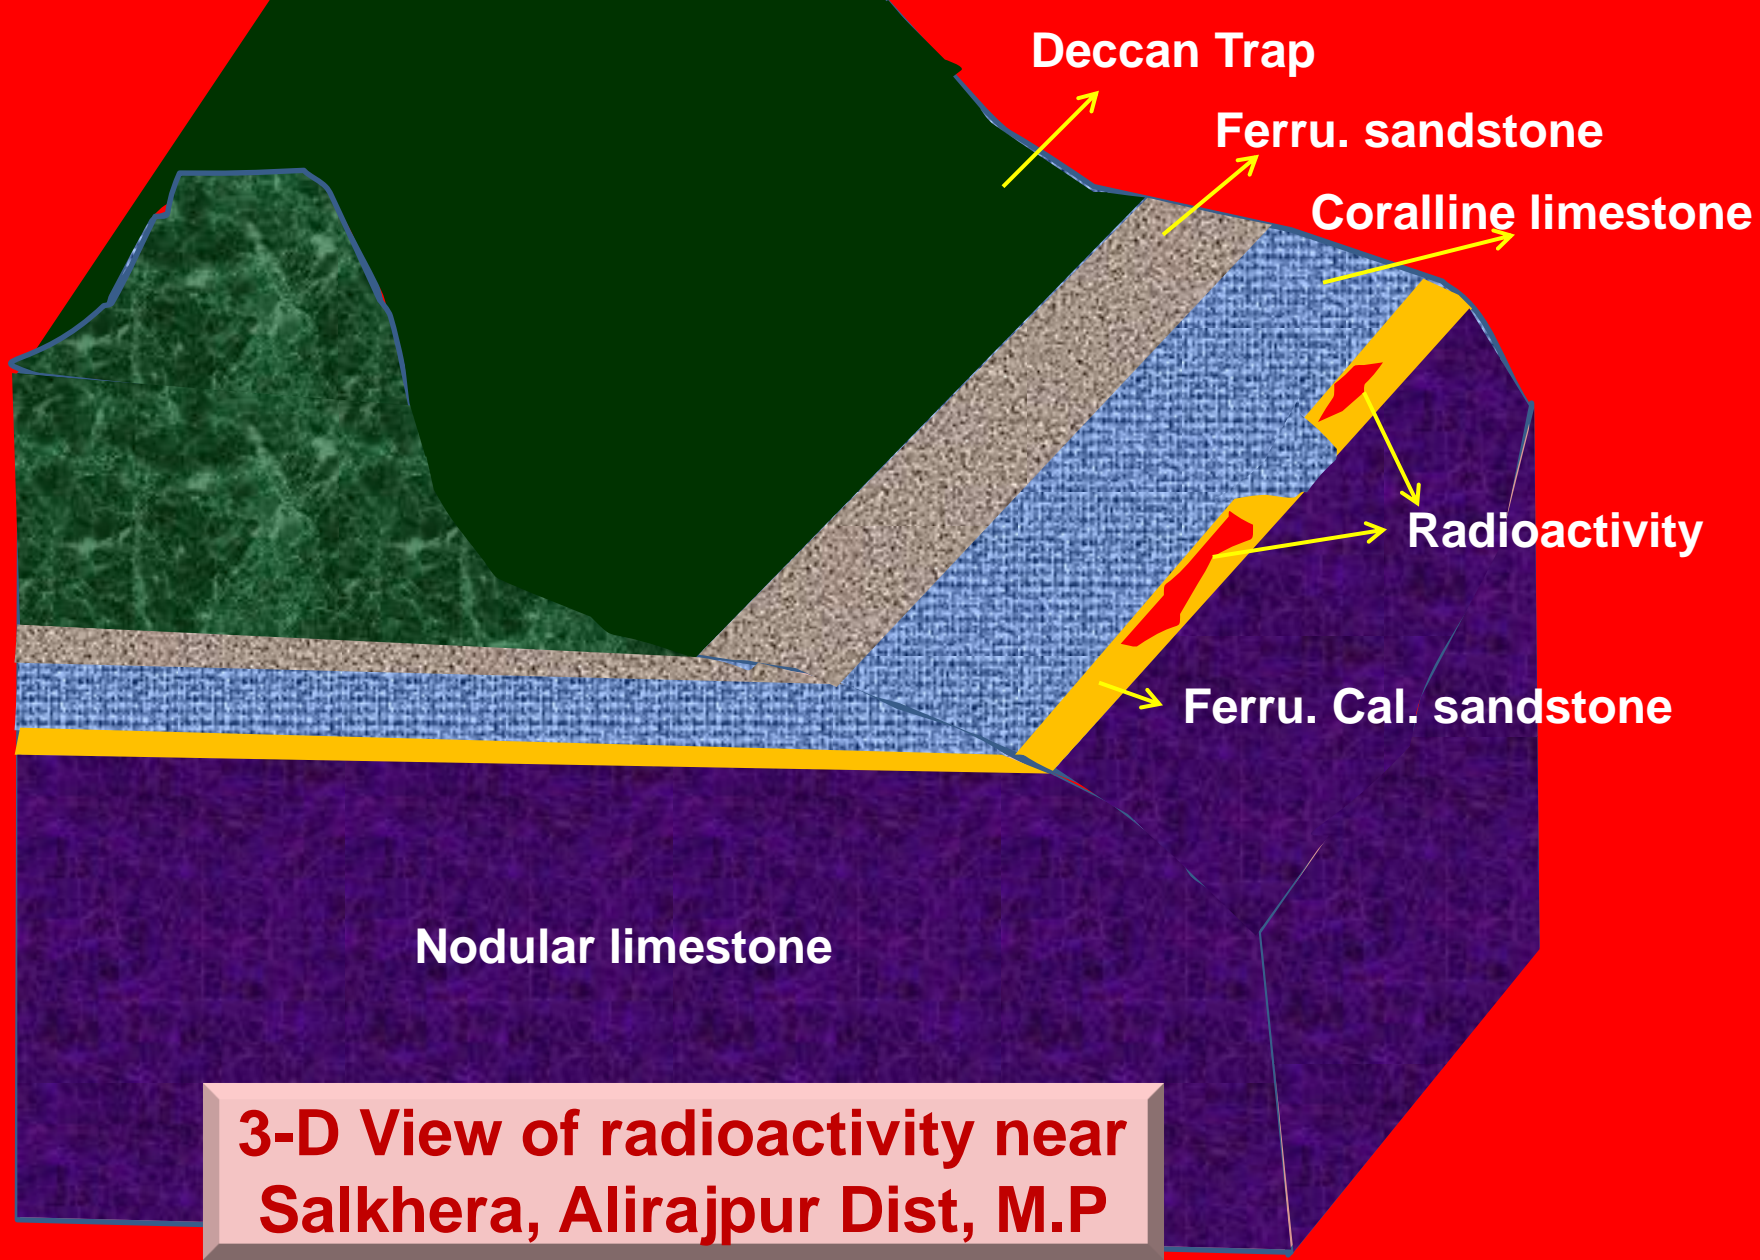 Deccan Trap
Ferru. sandstone
Coralline limestone
Radioactivity
Ferru. Cal. sandstone
Nodular limestone
3-D View of radioactivity near
Salkhera, Alirajpur Dist, M.P